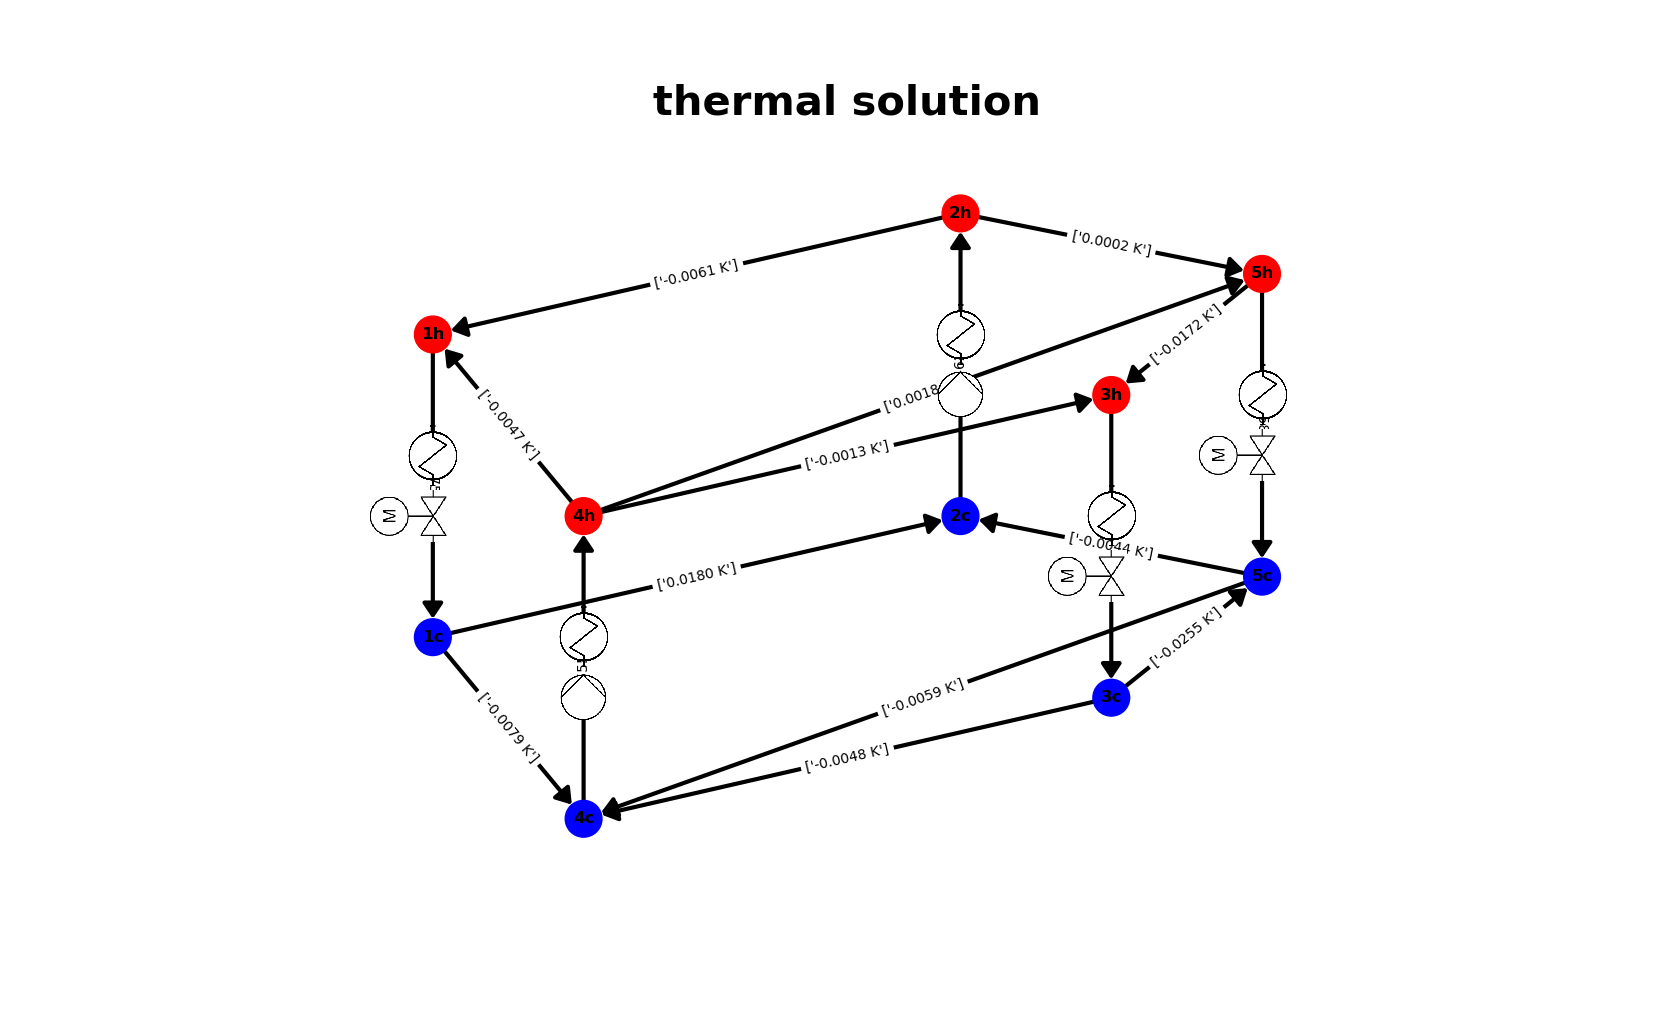 thermal solution
2h
['0.0002 K']
5h
['-0.0061 K']
1h
['-0.0172 K']
3h
['0.0018
['-0.0047 K']
['-0.0013 K']
M
M
4h
2c
['-0.0044 K']
M
5c
['0.0180 K']
1c
['-0.0255 K']
['-0.0059 K']
3c
['-0.0079 K']
['-0.0048 K']
4c